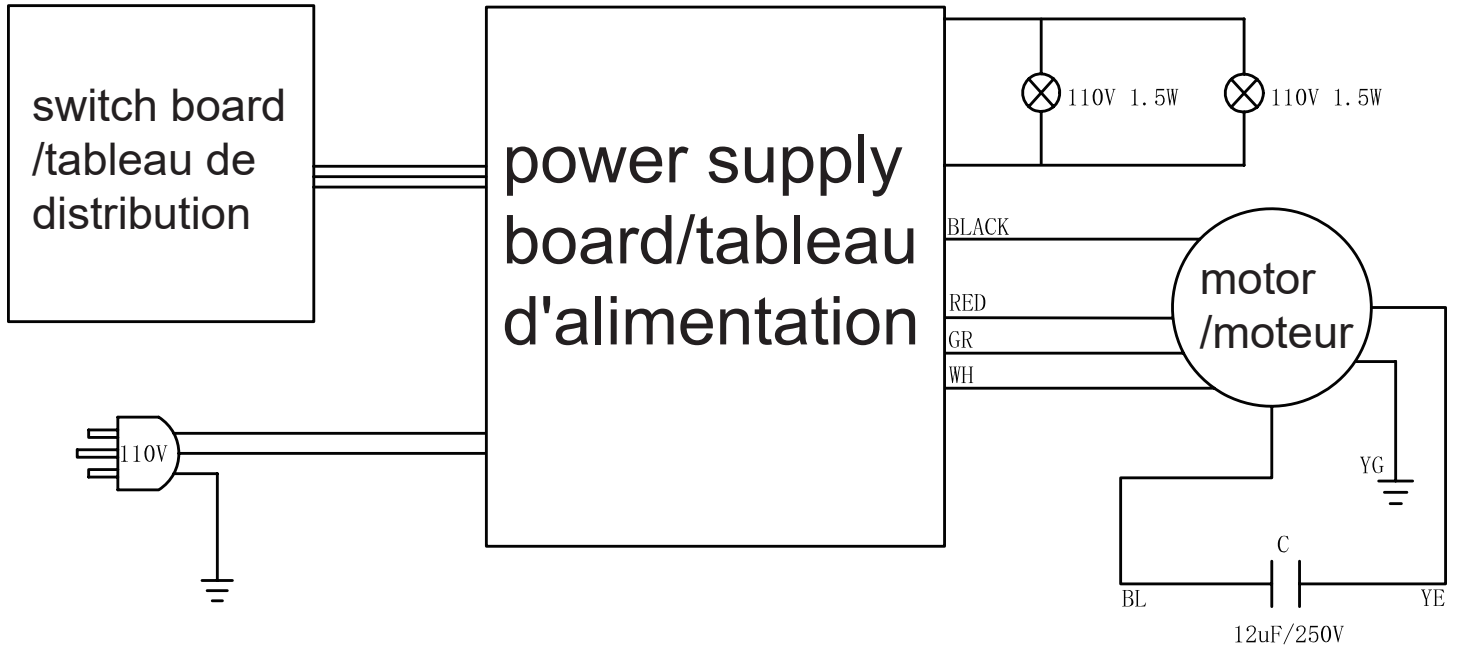 switch board
/tableau de
distribution
power supply
board/tableau
d'alimentation
110V 1.5W
110V 1.5W
BLACK
RED
GR
WH
motor
/moteur
110V
YG
C
BL
YE
12uF/250V